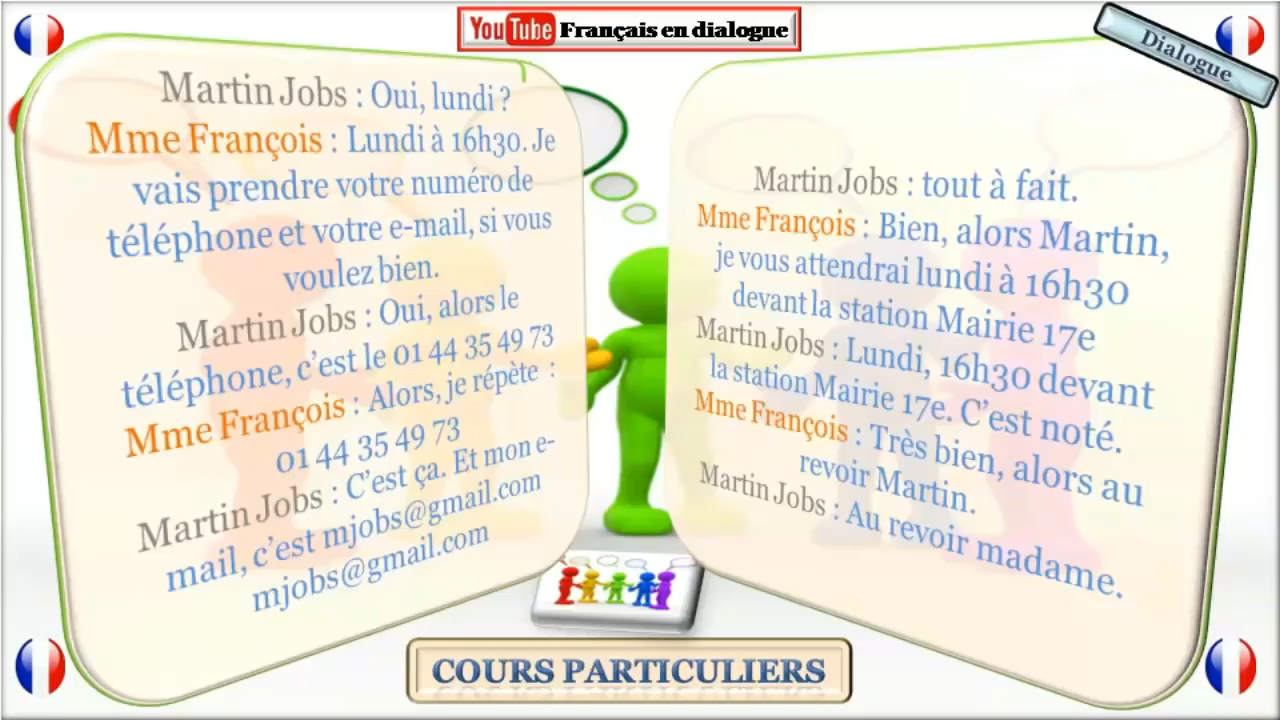 YouTube Français en dialogue
Dialogue
Martin Jobs : Oui, lundi ?
Mme François : Lundi à 16h30. Je
vais prendre votre numéro de
téléphone et votre e-mail, si vous
voulez bien.
Martin Jobs : Oui, alors le
téléphone, c'est le 01 44 35 49 73
Mme François : Alors, je répète :
01 44 35 49 73
Martin Jobs : C'est ça. Et mon e-
mail, c'est mjobs@gmail.com
mjobs@gmail.com
Martin Jobs : tout à fait.
Mme François : Bien, alors Martin,
je vous attendrai lundi à 16h30
devant la station Mairie 17e
Martin Jobs : Lundi, 16h30 devant
la station Mairie 17e. C'est noté.
Mme François : Très bien, alors au
revoir Martin.
Martin Jobs : Au revoir madame.
COURS PARTICULIERS